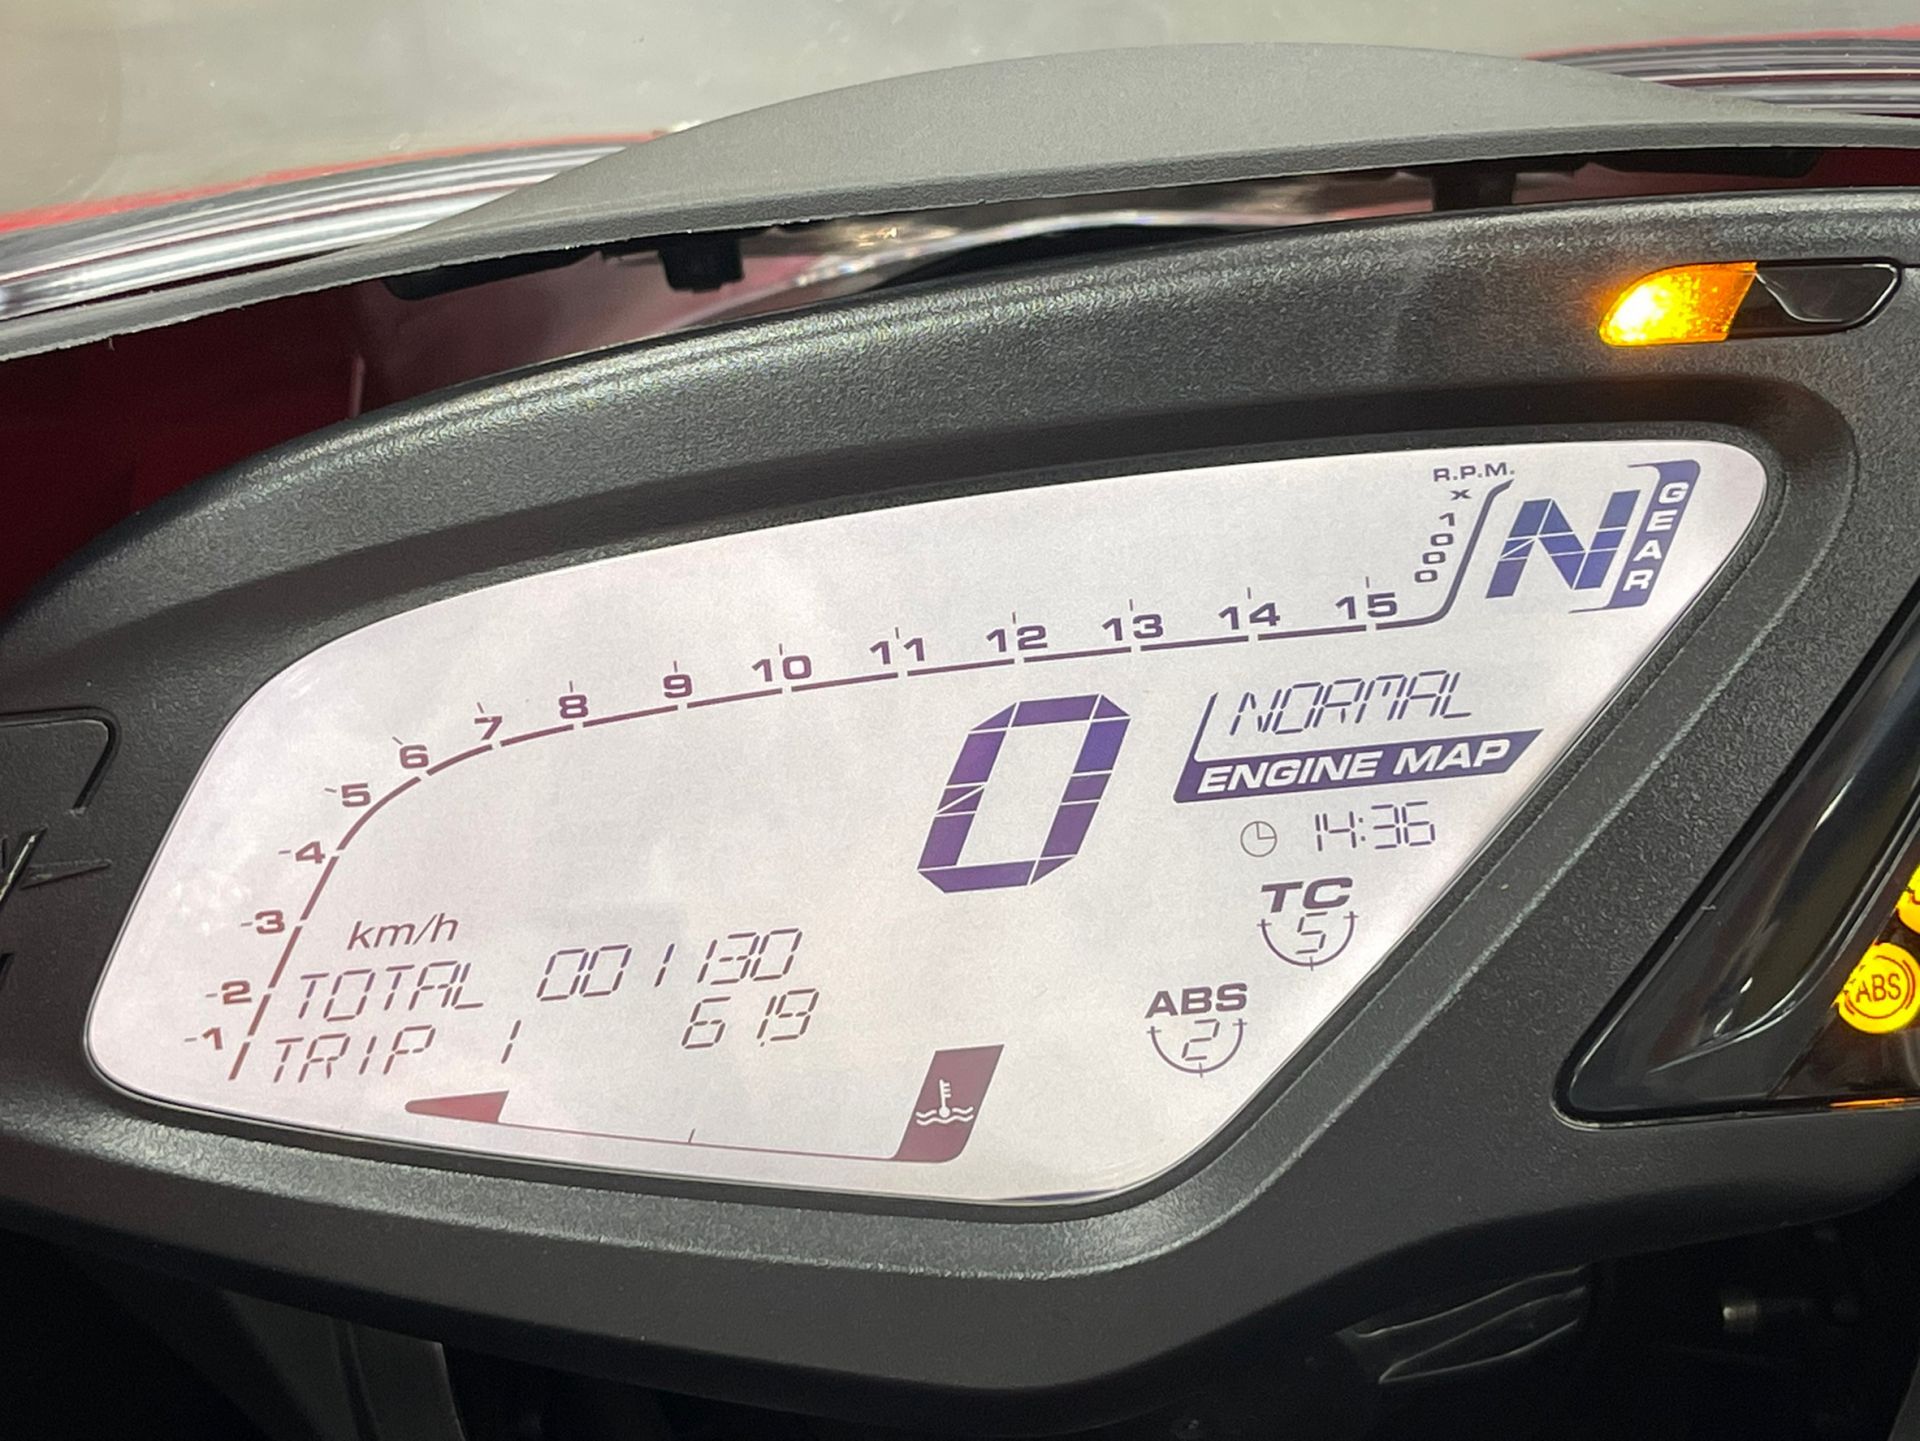 R.P.M.
x
1000
N
GEAR
1 2 3 4 5 6 7 8 9 10 11 12 13 14 15
NORMAL
ENGINE MAP
0
14:36
km/h
TC
5
TOTAL 001130
TRIP 1 61.9
ABS
2
ABS